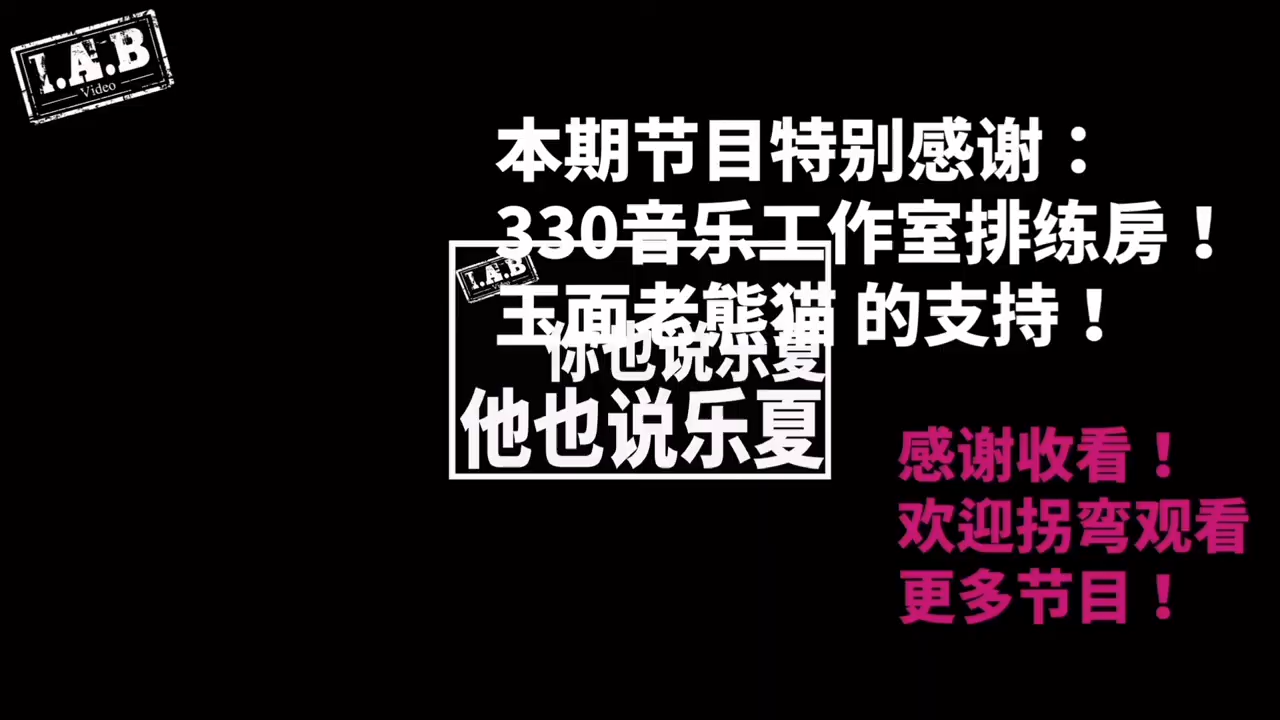 I.A.B
Video
本期节目特别感谢：
330音乐工作室排练房！
I.A.B
玉面老熊猫 的支持！
你也说乐夏
他也说乐夏
感谢收看！
欢迎拐弯观看
更多节目！